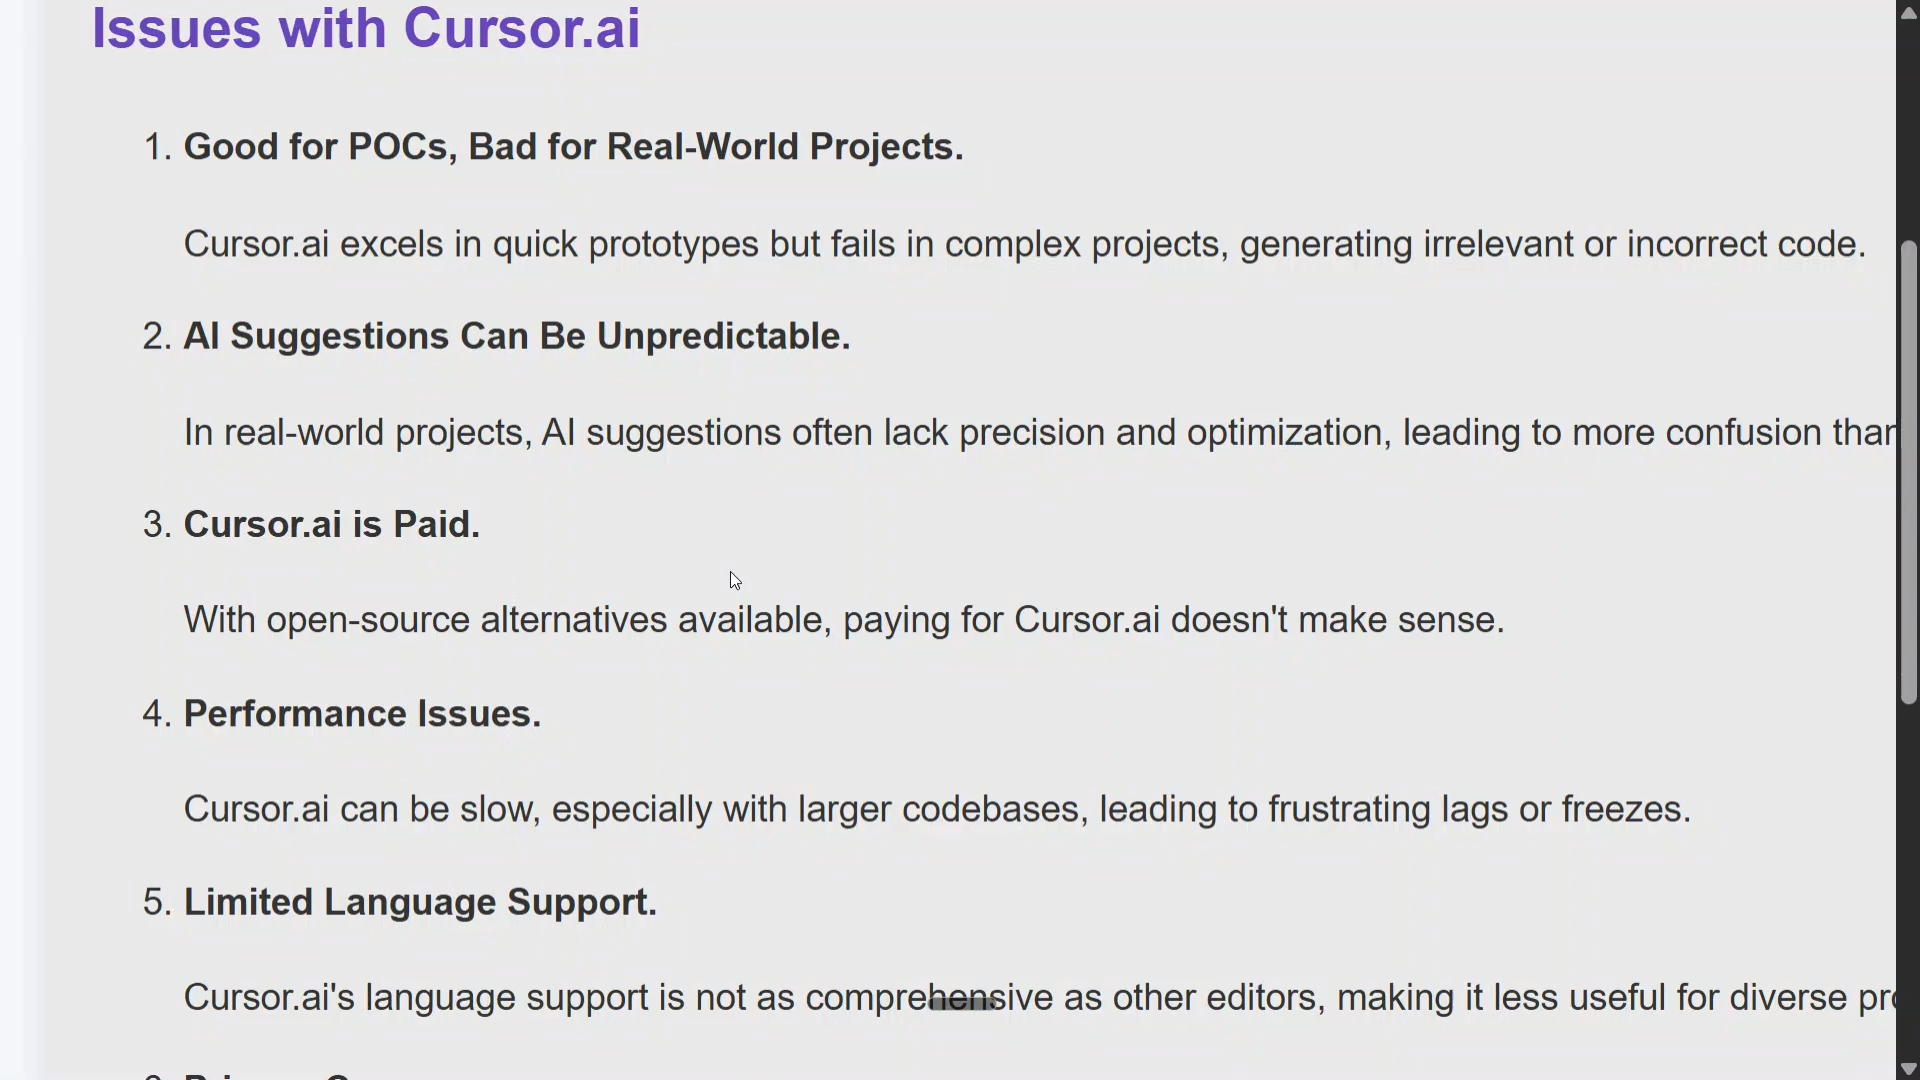 Issues with Cursor.ai
1. Good for POCs, Bad for Real-World Projects.
Cursor.ai excels in quick prototypes but fails in complex projects, generating irrelevant or incorrect code.
2. AI Suggestions Can Be Unpredictable.
In real-world projects, AI suggestions often lack precision and optimization, leading to more confusion than
3. Cursor.ai is Paid.
With open-source alternatives available, paying for Cursor.ai doesn't make sense.
4. Performance Issues.
Cursor.ai can be slow, especially with larger codebases, leading to frustrating lags or freezes.
5. Limited Language Support.
Cursor.ai's language support is not as comprehensive as other editors, making it less useful for diverse